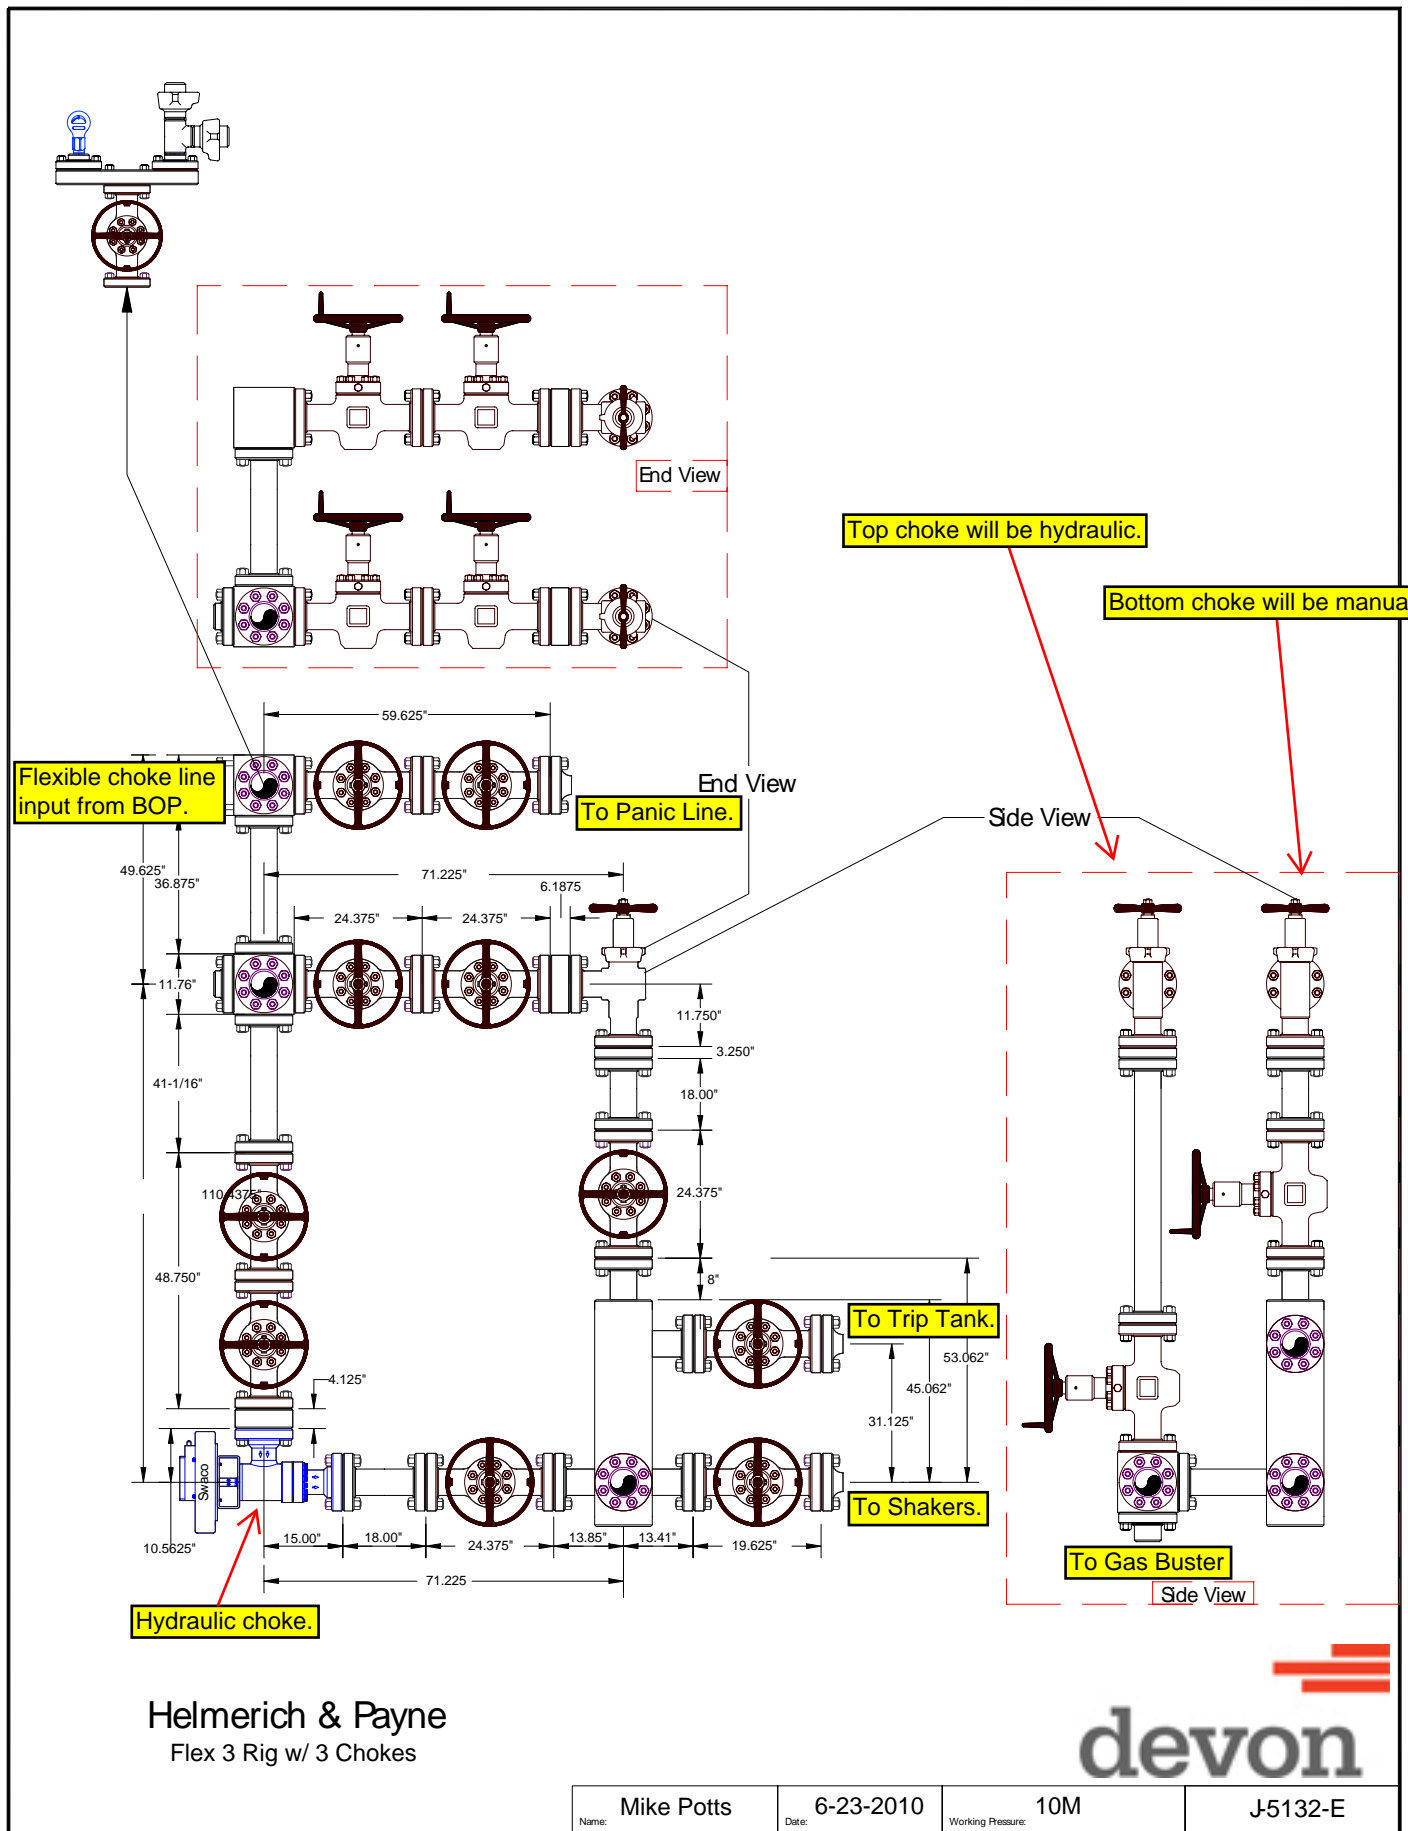 End View
Top choke will be hydraulic.
Bottom choke will be manua
59.625"
Flexible choke line
input from BOP.
To Panic Line.
End View
Side View
49.625"
36.875"
71.225"
6.1875
24.375"
24.375"
11.76"
11.750"
3.250"
41-1/16"
18.00"
110.4375"
24.375"
48.750"
8"
To Trip Tank.
53.062"
4.125"
45.062"
31.125"
Swaco
To Shakers.
10.5625"
15.00"
18.00"
24.375"
13.85"
13.41"
19.625"
71.225
To Gas Buster
Side View
Hydraulic choke.
Helmerich & Payne
Flex 3 Rig w/ 3 Chokes
devon
Name: Mike Potts
Date: 6-23-2010
Working Pressure: 10M
J-5132-E